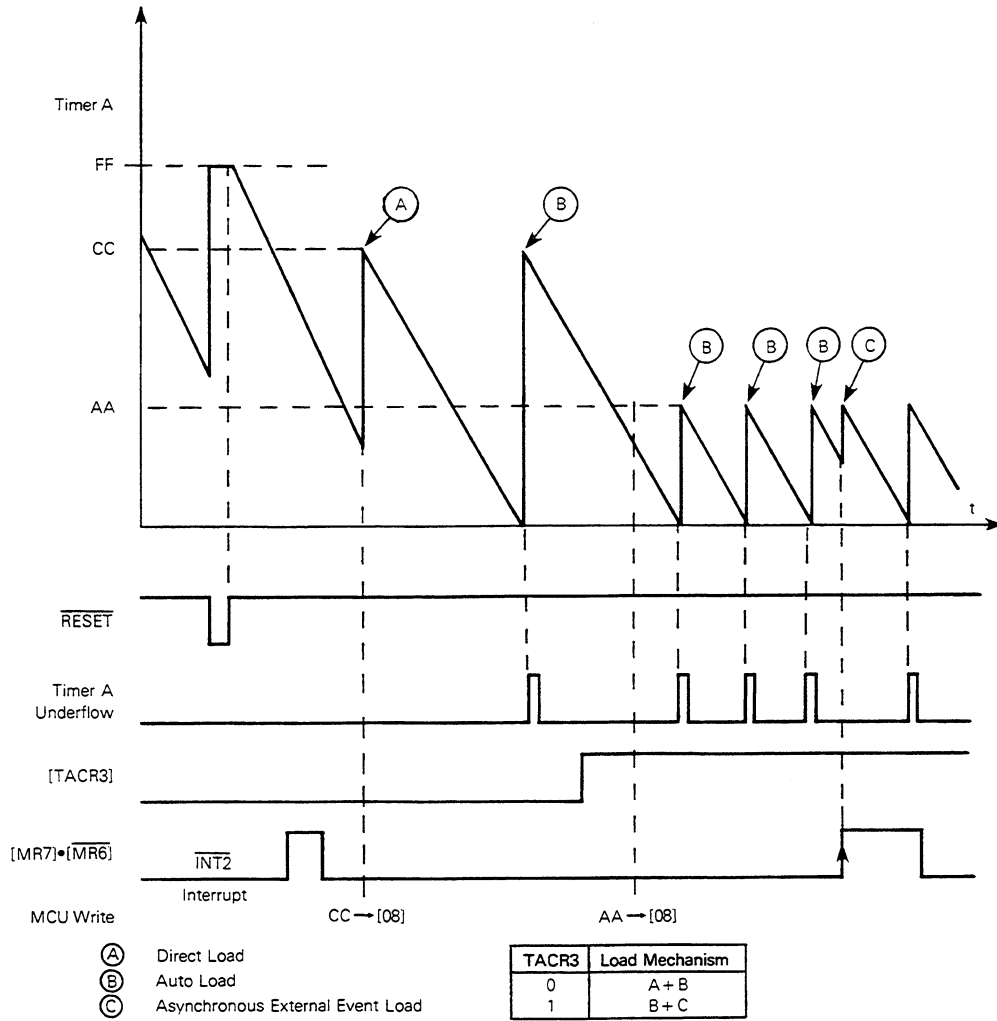 Timer A
FF
CC
AA
A
B
B
B
B
C
t
RESET
Timer A
Underflow
[TACR3]
[MR7]•[MR6]
INT2
Interrupt
MCU Write
CC → [08]
AA → [08]
A Direct Load
B Auto Load
C Asynchronous External Event Load
TACR3 Load Mechanism
0 A + B
1 B + C